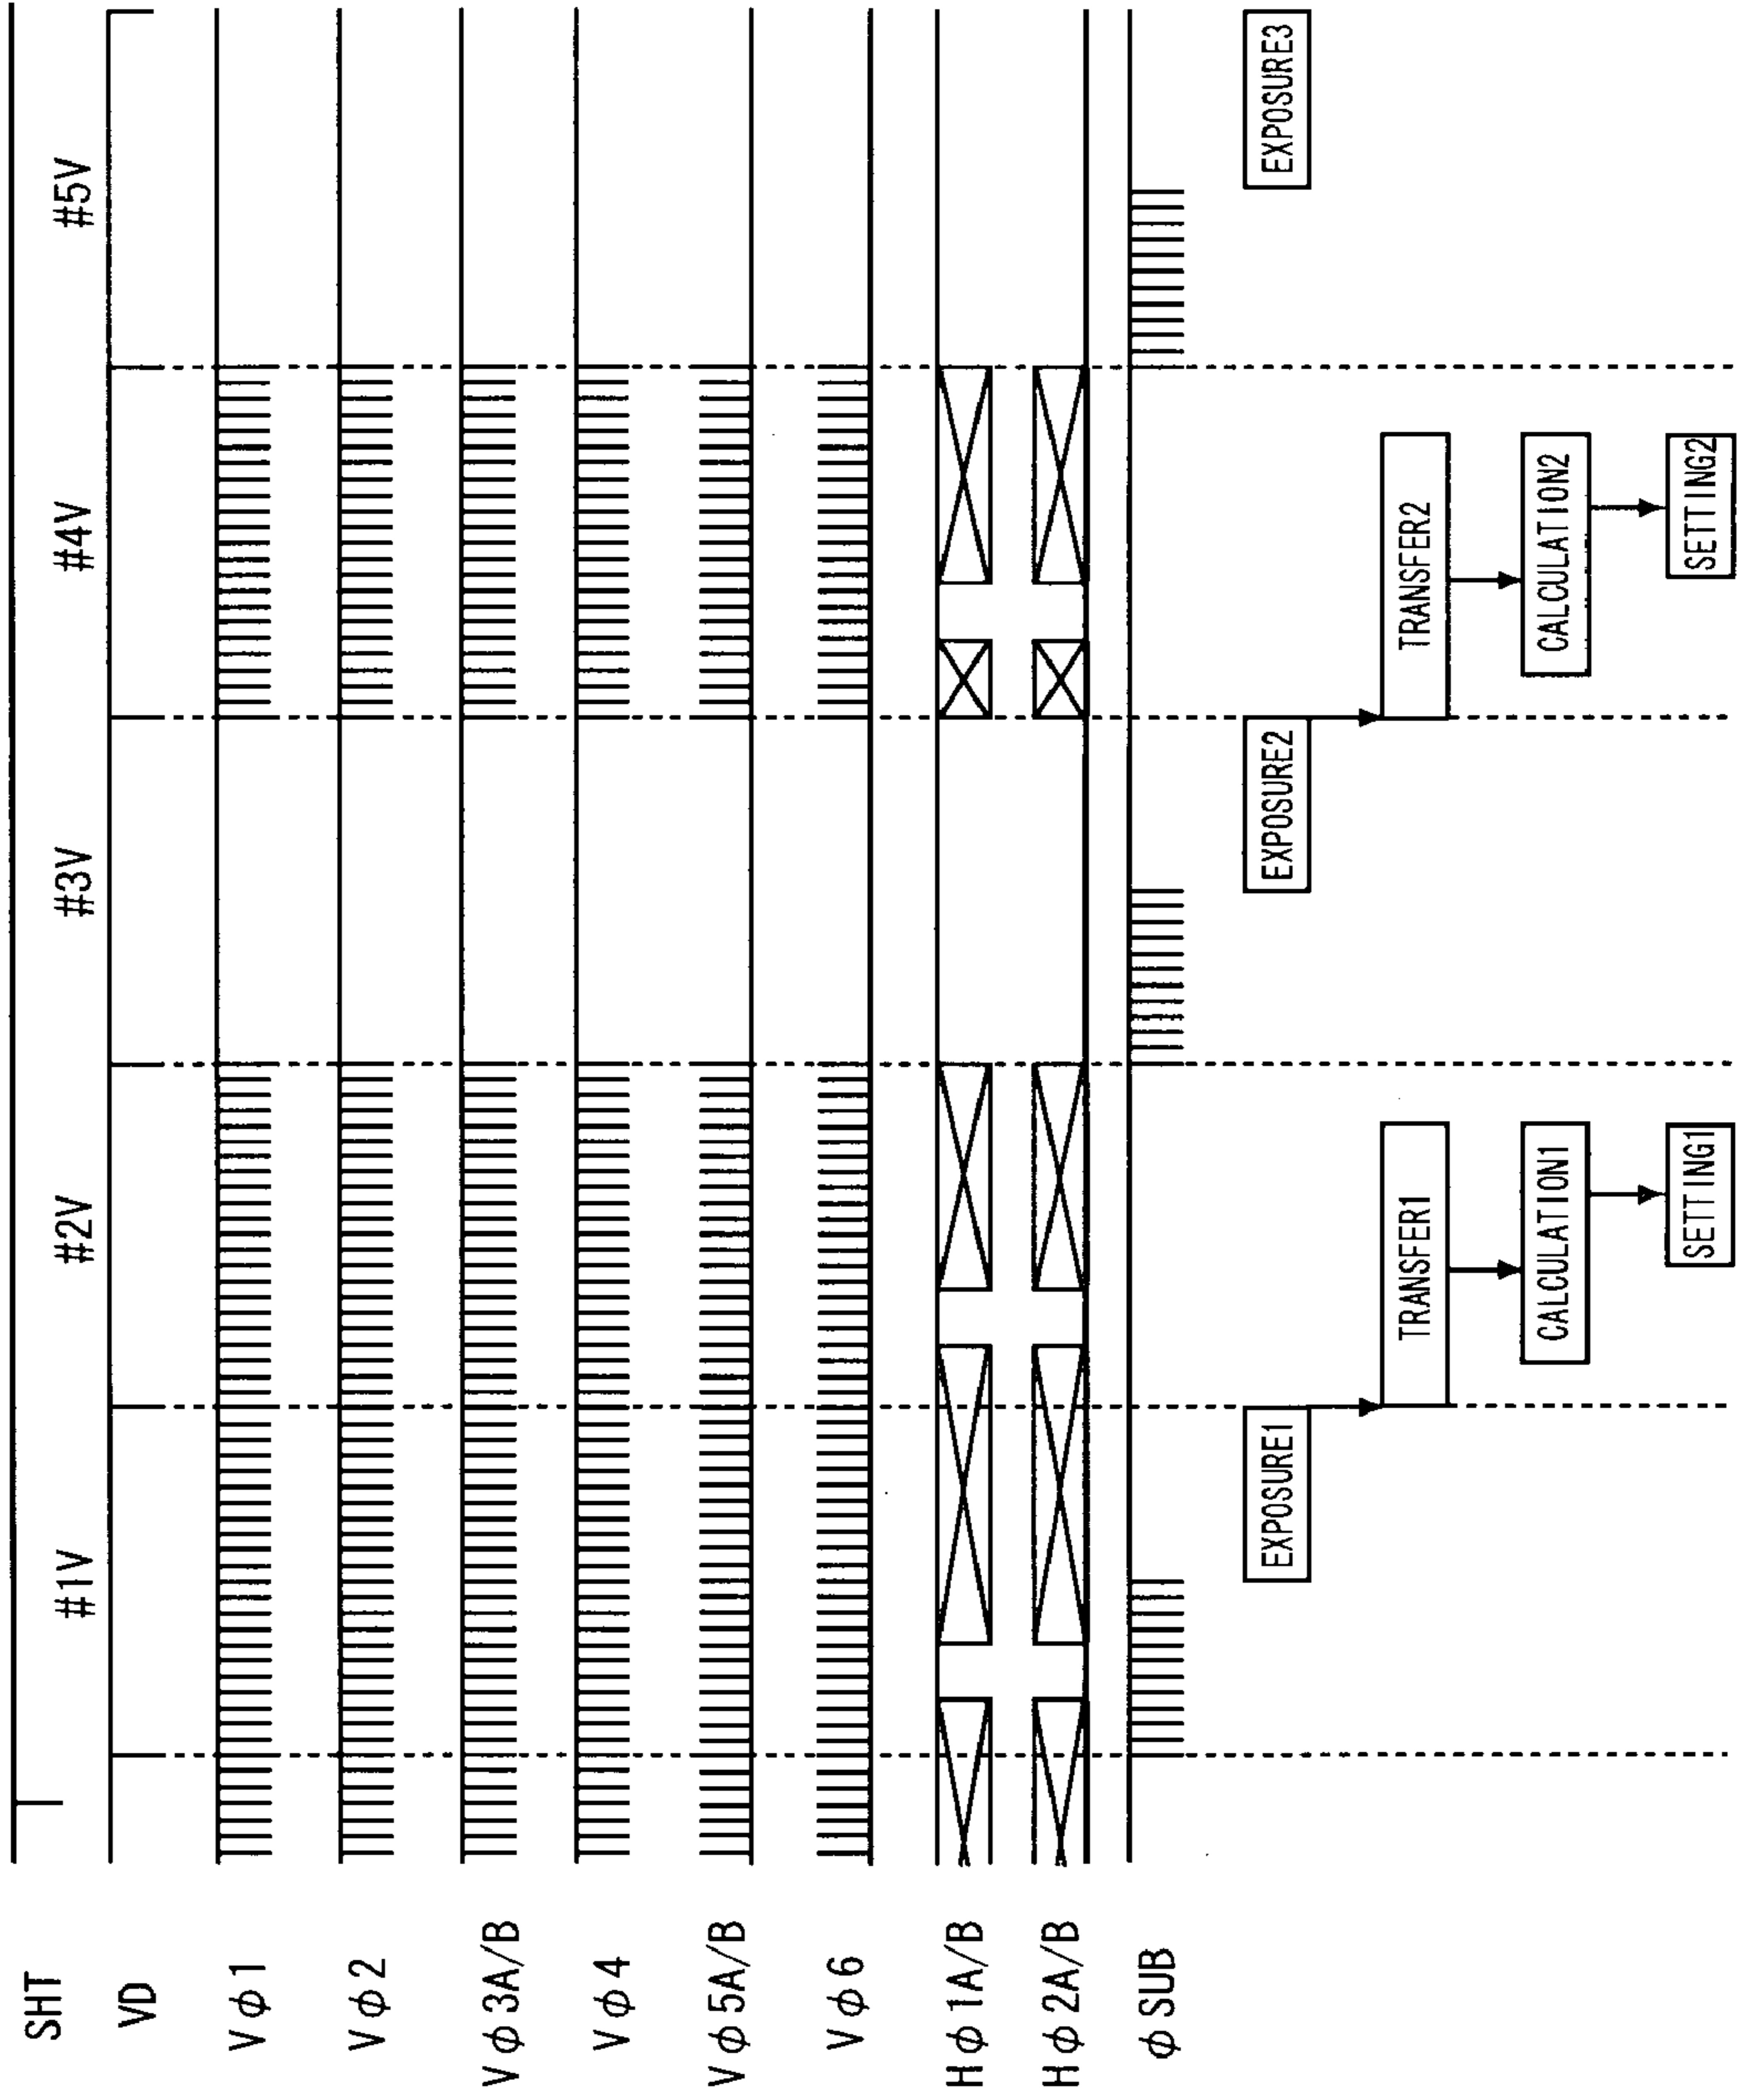 #1V #2V #3V #4V #5V
SHT
VD
Vφ1
Vφ2
Vφ3A/B
Vφ4
Vφ5A/B
Vφ6
Hφ1A/B
Hφ2A/B
φSUB
EXPOSURE1 EXPOSURE2 EXPOSURE3
TRANSFER1 TRANSFER2
CALCULATION1 CALCULATION2
SETTING1 SETTING2